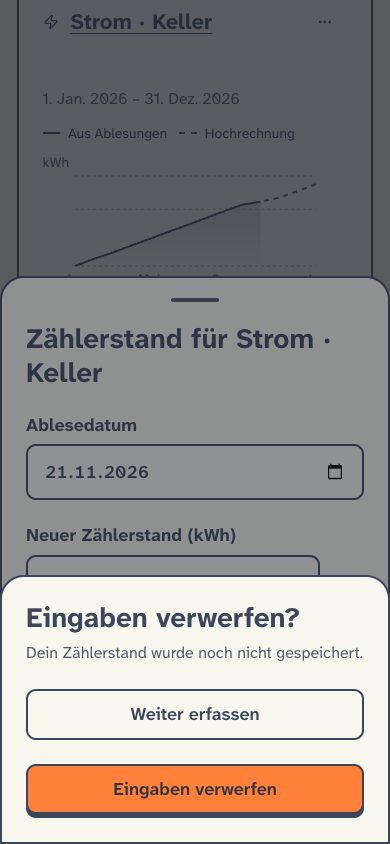 Strom · Keller
1. Jan. 2026 – 31. Dez. 2026
Aus Ablesungen Hochrechnung
kWh
Zählerstand für Strom ·
Keller
Ablesedatum
21.11.2026
Neuer Zählerstand (kWh)
Eingaben verwerfen?
Dein Zählerstand wurde noch nicht gespeichert.
Weiter erfassen
Eingaben verwerfen